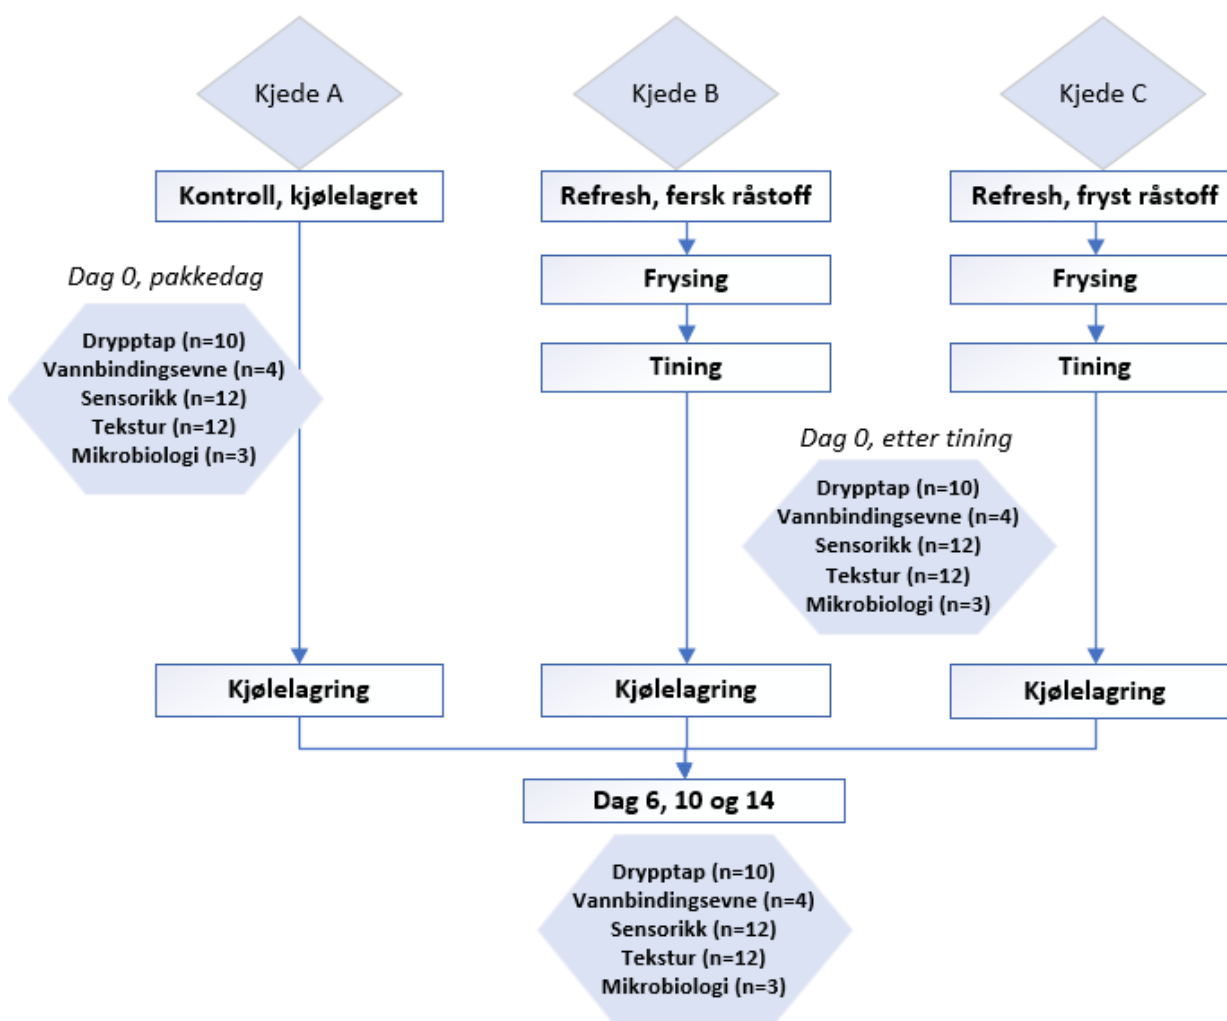 Kjede A
Kjede B
Kjede C
Kontroll, kjølelagret
Refresh, fersk råstoff
Refresh, fryst råstoff
Dag 0, pakkedag
Frysing
Frysing
Drypptap (n=10)
Vannbindingsevne (n=4)
Sensorikk (n=12)
Tekstur (n=12)
Mikrobiologi (n=3)
Tining
Tining
Dag 0, etter tining
Drypptap (n=10)
Vannbindingsevne (n=4)
Sensorikk (n=12)
Tekstur (n=12)
Mikrobiologi (n=3)
Kjølelagring
Kjølelagring
Kjølelagring
Dag 6, 10 og 14
Drypptap (n=10)
Vannbindingsevne (n=4)
Sensorikk (n=12)
Tekstur (n=12)
Mikrobiologi (n=3)